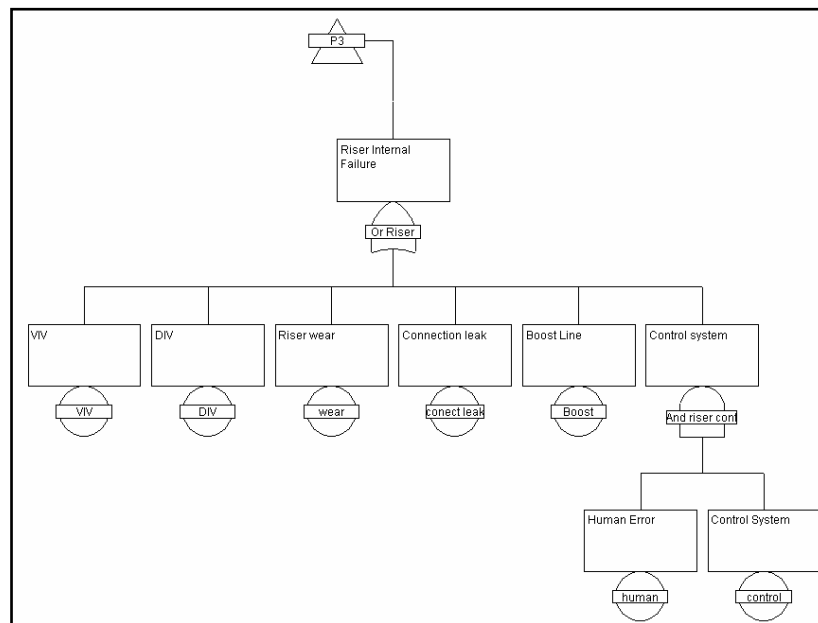 P3
Riser Internal
Failure
Or Riser
VIV
DIV
Riser wear
Connection leak
Boost Line
Control system
VIV
DIV
wear
conect leak
Boost
And riser cont
Human Error
Control System
human
control